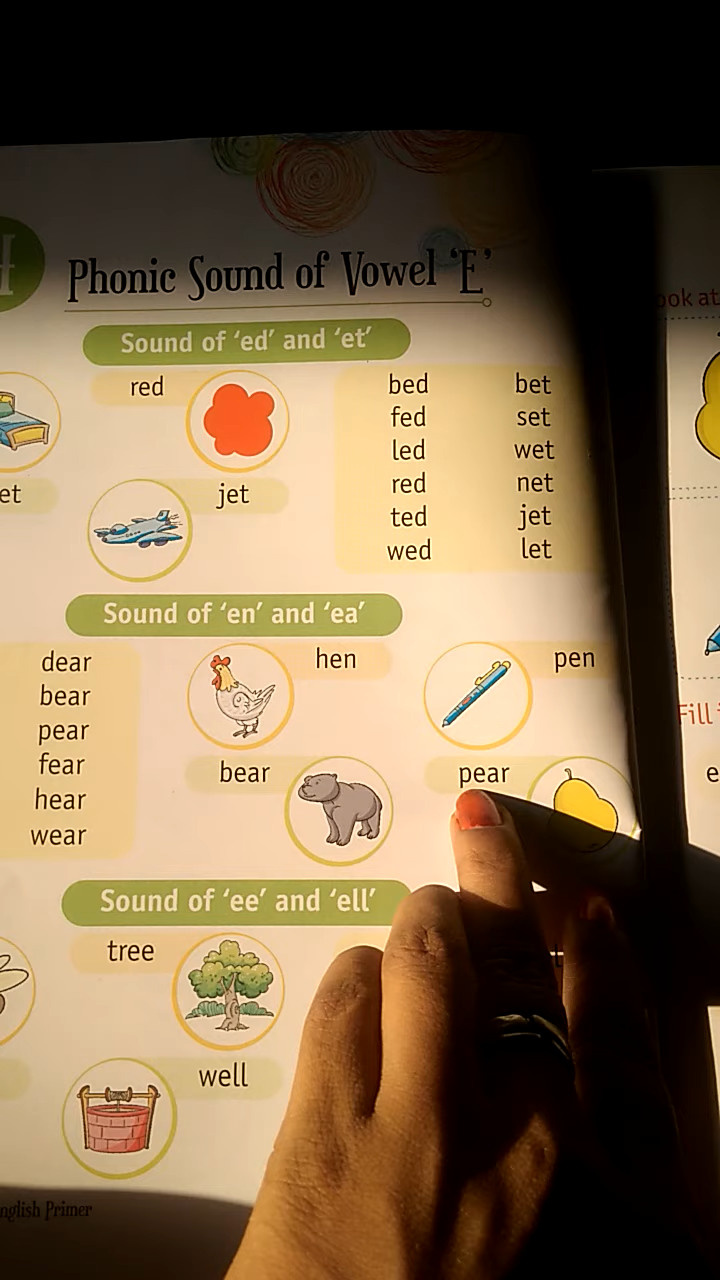 Phonic Sound of Vowel ‘E’
Sound of ‘ed’ and ‘et’
red
jet
bed bet
fed set
led wet
red net
ted jet
wed let
Sound of ‘en’ and ‘ea’
dear
bear
pear
fear
hear
wear
hen
pen
bear
pear
Sound of ‘ee’ and ‘ell’
tree
well
Primer
Fill